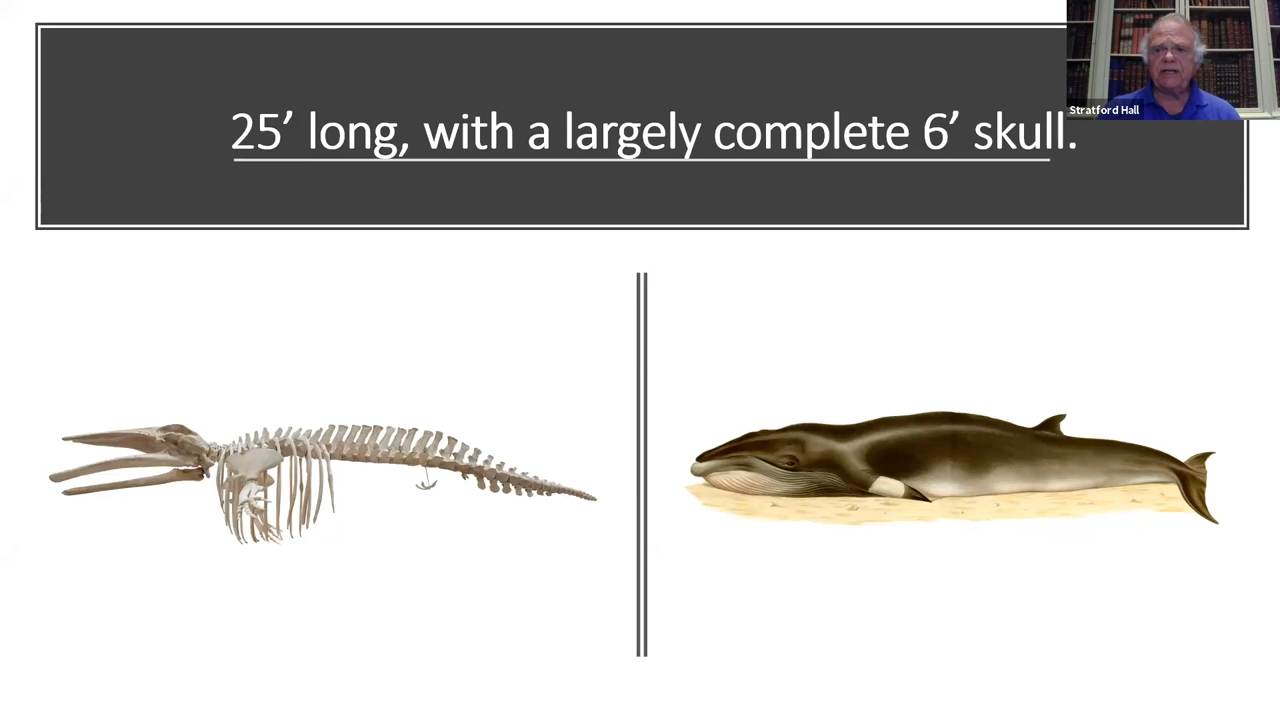 25’ long, with a largely complete 6’ skull.
Stratford Hall